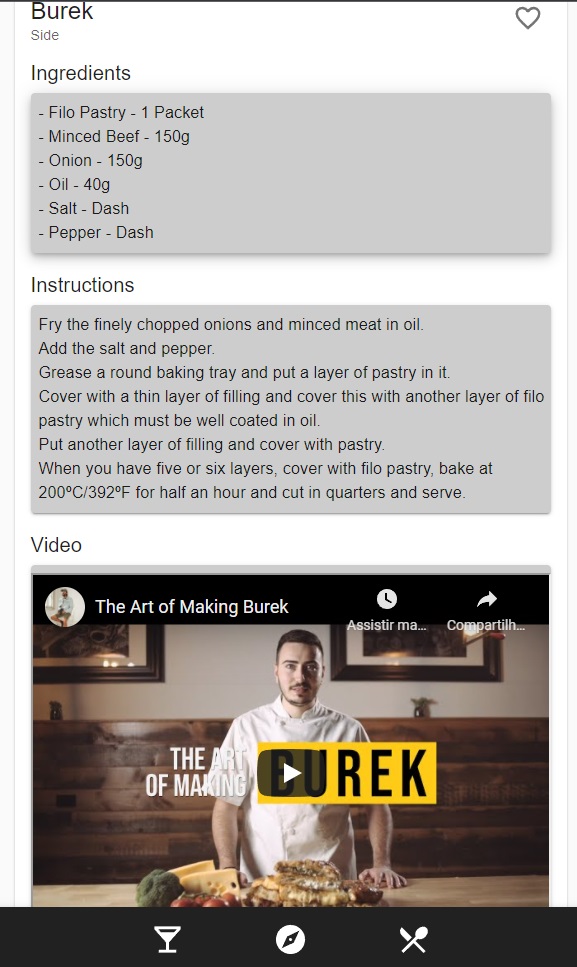 Burek
Side
Ingredients
- Filo Pastry - 1 Packet
- Minced Beef - 150g
- Onion - 150g
- Oil - 40g
- Salt - Dash
- Pepper - Dash
Instructions
Fry the finely chopped onions and minced meat in oil.
Add the salt and pepper.
Grease a round baking tray and put a layer of pastry in it.
Cover with a thin layer of filling and cover this with another layer of filo
pastry which must be well coated in oil.
Put another layer of filling and cover with pastry.
When you have five or six layers, cover with filo pastry, bake at
200ºC/392ºF for half an hour and cut in quarters and serve.
Video
The Art of Making Burek
Assistir ma...
Compartilh...
THE ART
OF MAKING
BUREK